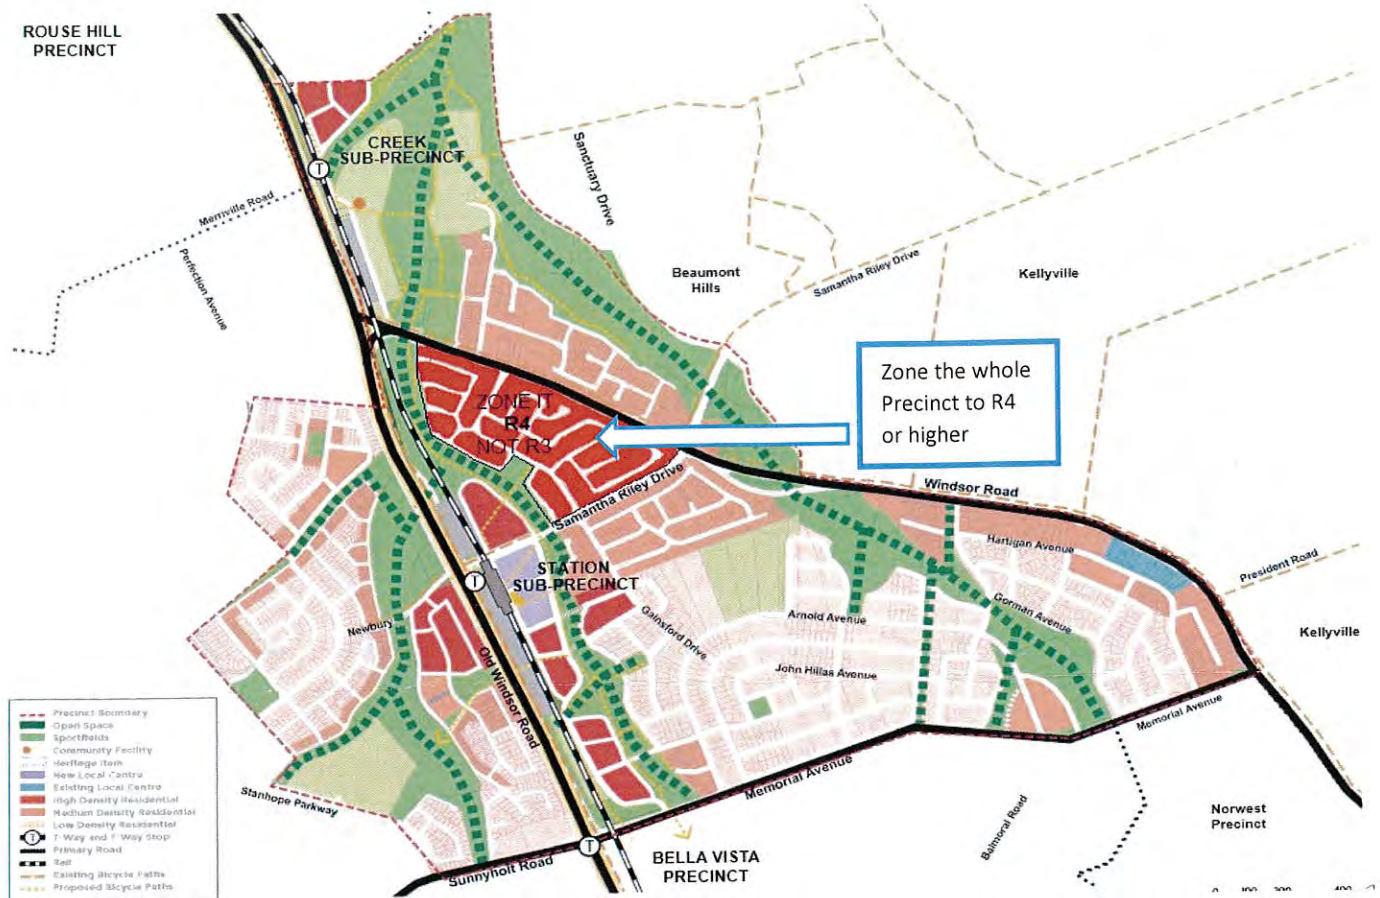 ROUSE HILL
PRECINCT
CREEK
SUB-PRECINCT
T
Merriville Road
Perfection Avenue
Sanctuary Drive
Beaumont
Hills
Samantha Riley Drive
Kellyville
Zone the whole
Precinct to R4
or higher
ZONE IT
R4
NOT R3
Samantha Riley Drive
Windsor Road
Hartigan Avenue
President Road
STATION
SUB-PRECINCT
T
Gainsford Drive
Arnold Avenue
Gorman Avenue
Kellyville
Newbury
Old Windsor Road
John Hillas Avenue
Memorial Avenue
Memorial Avenue
Stanhope Parkway
Balmoral Road
Norwest
Precinct
T
BELLA VISTA
PRECINCT
Sunnyholt Road
Precinct Boundary
Open Space
Sportfields
Community Facility
Heritage Item
New Local Centre
Existing Local Centre
High Density Residential
Medium Density Residential
Low Density Residential
T T-Way and T-Way Stop
Primary Road
Rail
Existing Bicycle Paths
Proposed Bicycle Paths
0 100 200 400